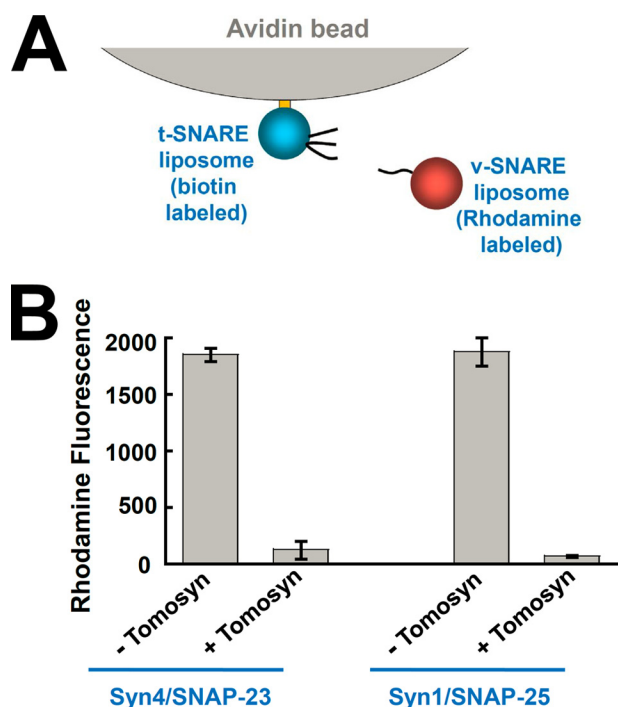 A
Avidin bead
t-SNARE
liposome
(biotin
labeled)
v-SNARE
liposome
(Rhodamine
labeled)
B
Rhodamine Fluorescence
2000
1500
1000
500
0
- Tomosyn
+ Tomosyn
- Tomosyn
+ Tomosyn
Syn4/SNAP-23
Syn1/SNAP-25